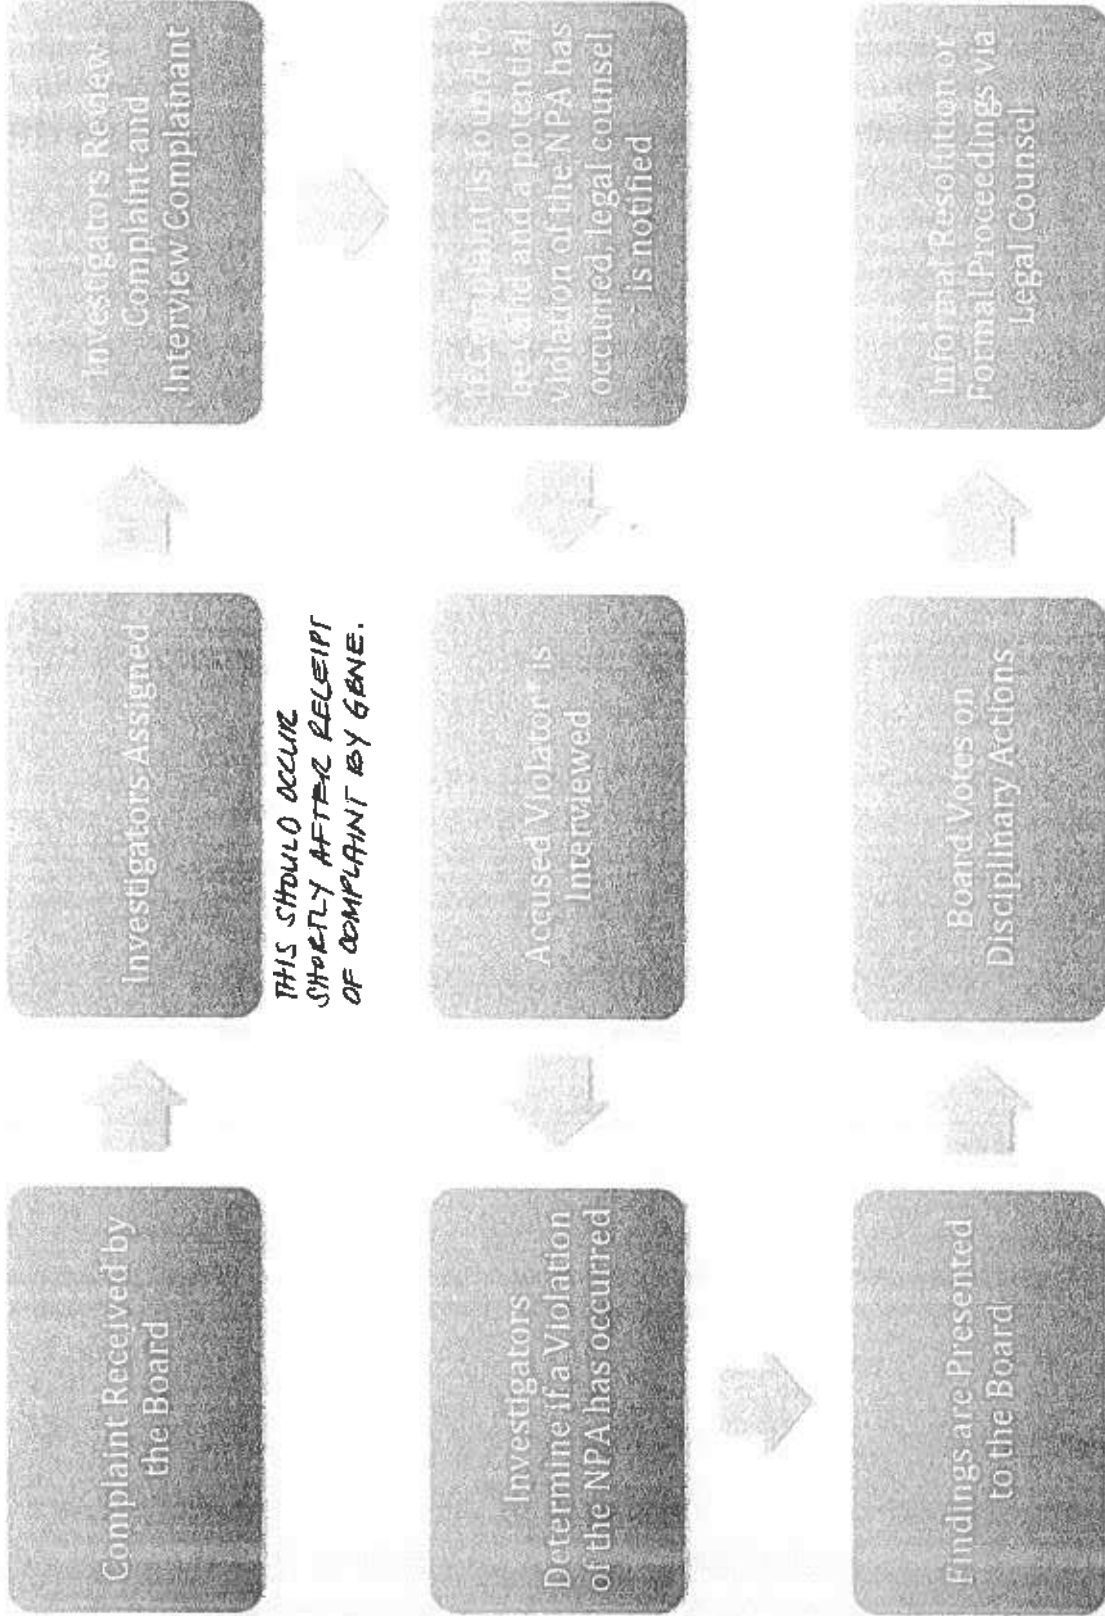 Complaint Received by
the Board
Investigators Assigned
THIS SHOULD OCCUR
SHORTLY AFTER RECEIPT
OF COMPLAINT BY GBNE.
Investigators Review
Complaint and
Interview Complainant
If complaint is found to
be valid and a potential
violation of the NPA has
occurred, legal counsel
is notified
Accused Violator is
Interviewed
Investigators
Determine if a Violation
of the NPA has occurred
Findings are Presented
to the Board
Board Votes on
Disciplinary Actions
Informal Resolution or
Formal Proceedings via
Legal Counsel